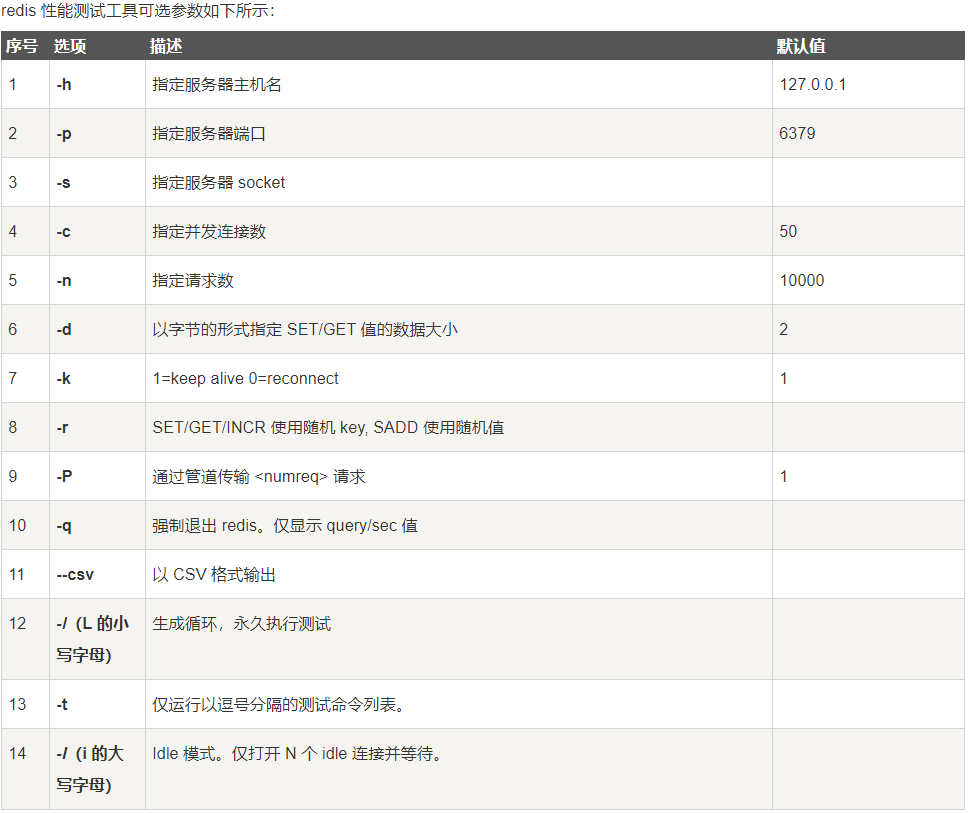 redis 性能测试工具可选参数如下所示：
序号 选项 描述 默认值
1 -h 指定服务器主机名 127.0.0.1
2 -p 指定服务器端口 6379
3 -s 指定服务器 socket
4 -c 指定并发连接数 50
5 -n 指定请求数 10000
6 -d 以字节的形式指定 SET/GET 值的数据大小 2
7 -k 1=keep alive 0=reconnect 1
8 -r SET/GET/INCR 使用随机 key, SADD 使用随机值
9 -P 通过管道传输 <numreq> 请求 1
10 -q 强制退出 redis。仅显示 query/sec 值
11 --csv 以 CSV 格式输出
12 -l（L 的小 生成循环，永久执行测试
写字母）
13 -t 仅运行以逗号分隔的测试命令列表。
14 -I（i 的大 Idle 模式。仅打开 N 个 idle 连接并等待。
写字母）